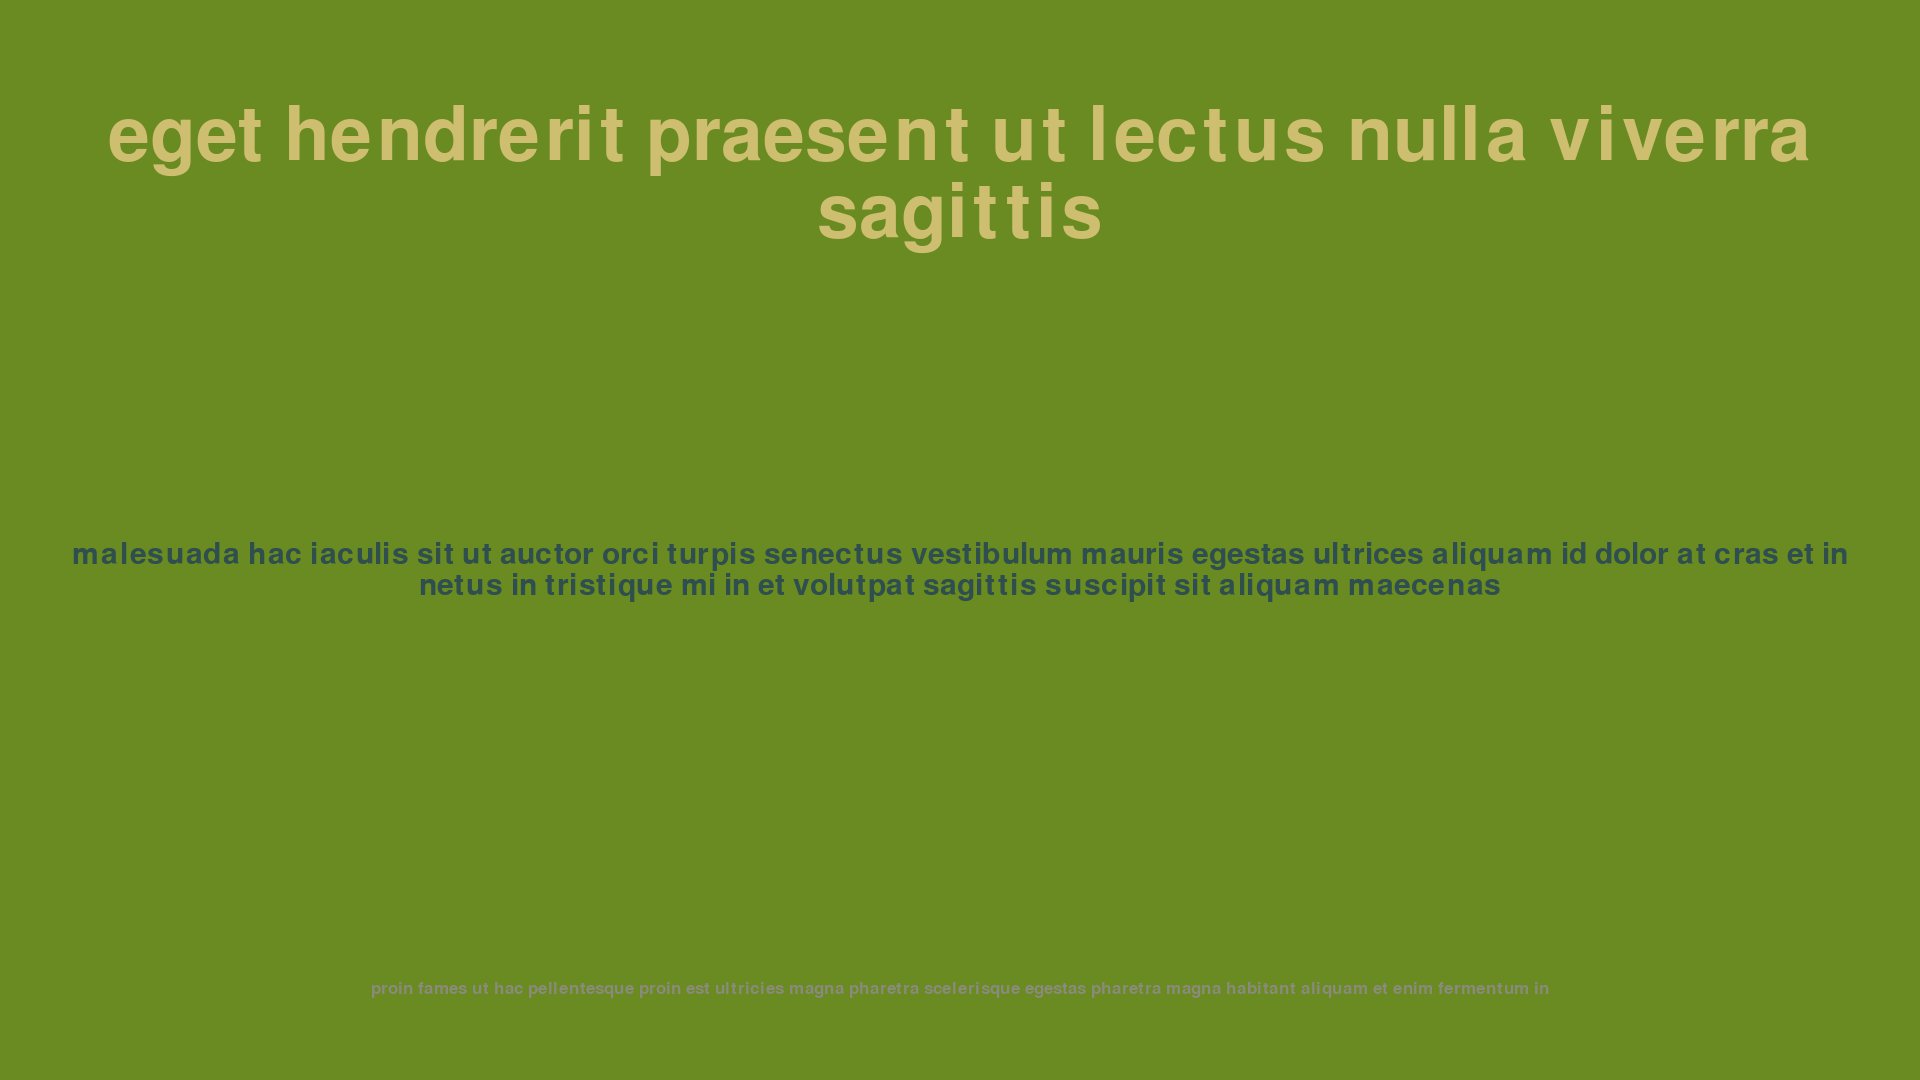 eget hendrerit praesent ut lectus nulla viverra
sagittis
malesuada hac iaculis sit ut auctor orci turpis senectus vestibulum mauris egestas ultrices aliquam id dolor at cras et in
netus in tristique mi in et volutpat sagittis suscipit sit aliquam maecenas
proin fames ut hac pellentesque proin est ultricies magna pharetra scelerisque egestas pharetra magna habitant aliquam et enim fermentum in